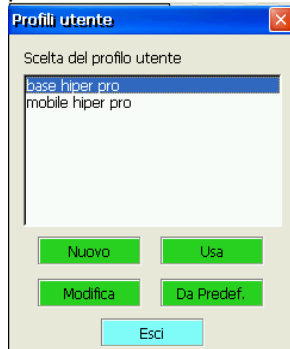 Profili utente
Scelta del profilo utente
base hiper pro
mobile hiper pro
Nuovo
Usa
Modifica
Da Predef.
Esci